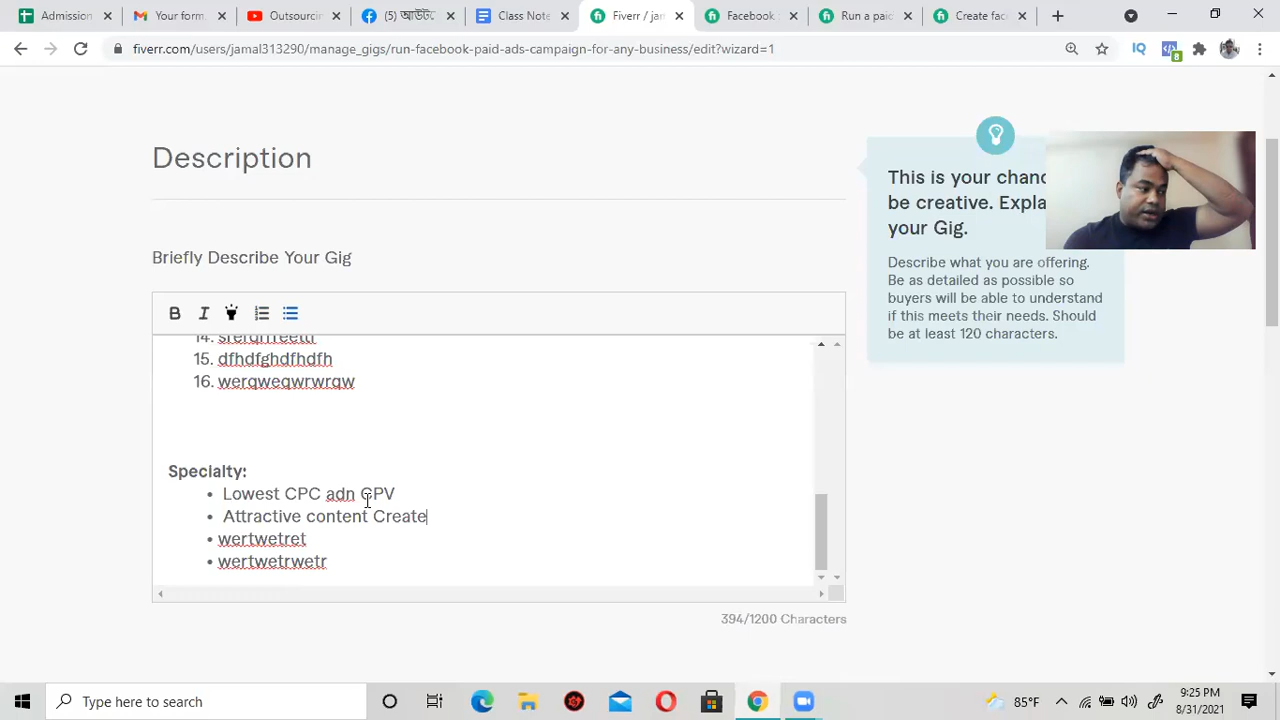 Admission
Your form
Outsourc
(5)
Class Note
Fiverr / jam
Facebook
Run a paid
Create fac
fiverr.com/users/jamal313290/manage_gigs/run-facebook-paid-ads-campaign-for-any-business/edit?wizard=1
IQ
8
Description
This is your chanc
be creative. Expla
your Gig.
Describe what you are offering.
Be as detailed as possible so
buyers will be able to understand
if this meets their needs. Should
be at least 120 characters.
Briefly Describe Your Gig
B I
14.
15. dfhdfghdfhdfh
16. werqweqwrwrqw
Specialty:
• Lowest CPC adn CPV
• Attractive content Create
• wertwetret
• wertwetrwetr
394/1200 Characters
Type here to search
85°F
9:25 PM
8/31/2021